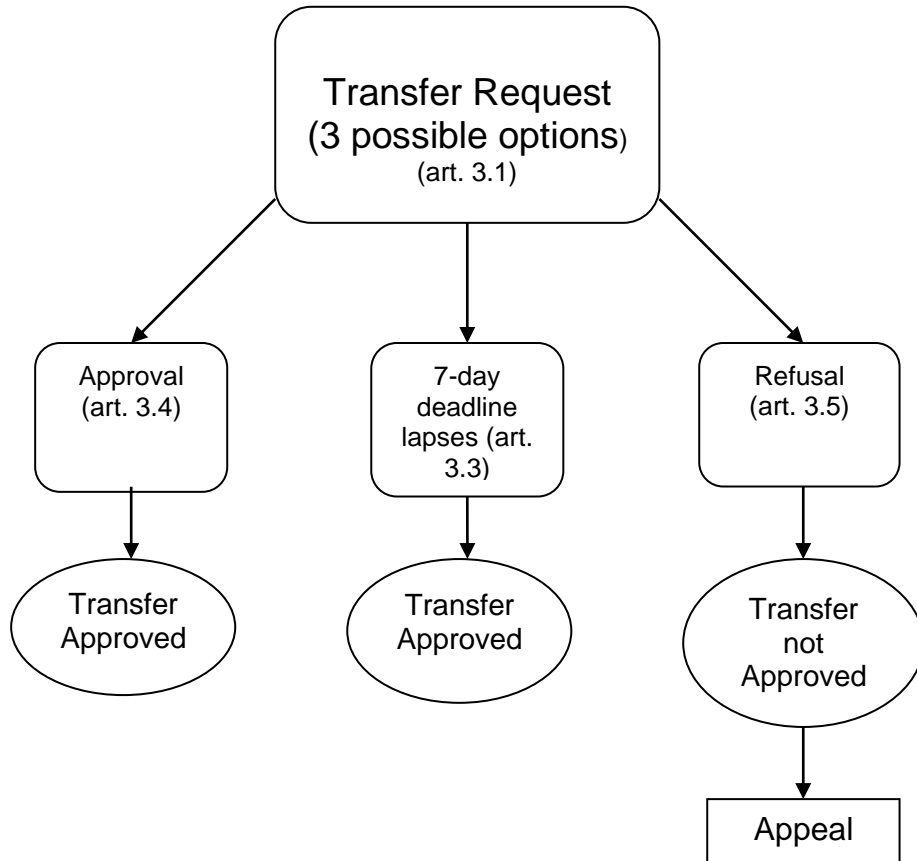 Transfer Request
(3 possible options)
(art. 3.1)
Approval
(art. 3.4)
7-day
deadline
lapses (art.
3.3)
Refusal
(art. 3.5)
Transfer
Approved
Transfer
Approved
Transfer
not
Approved
Appeal